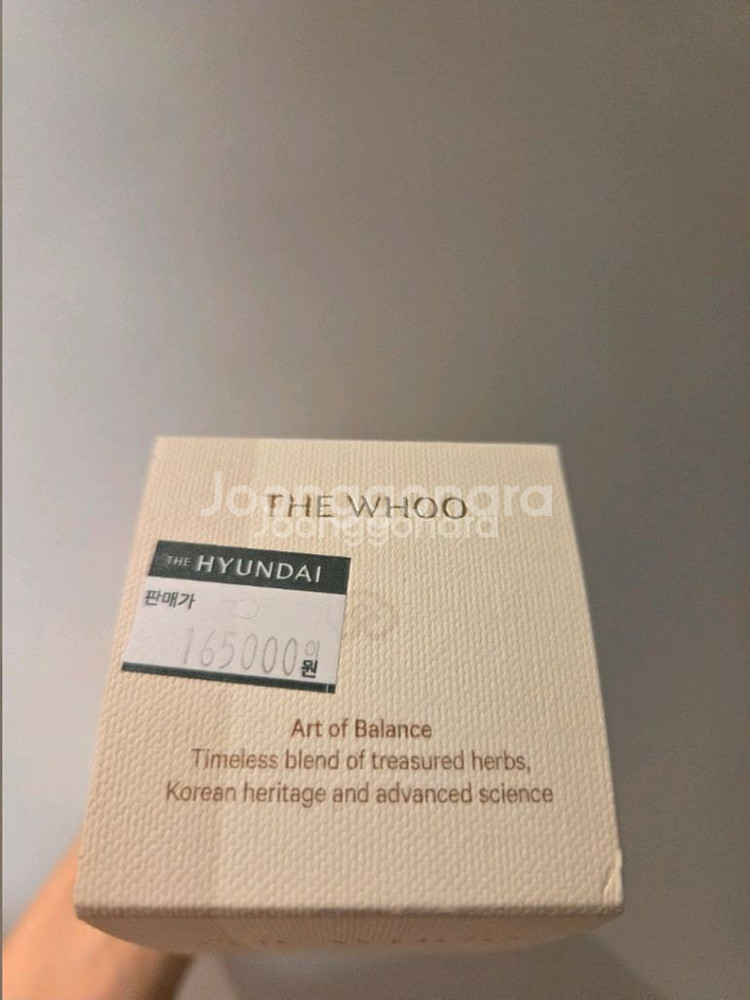 THE WHOO
Joonggonara
Joonggonara
THE HYUNDAI
판매가
165000원
Art of Balance
Timeless blend of treasured herbs,
Korean heritage and advanced science